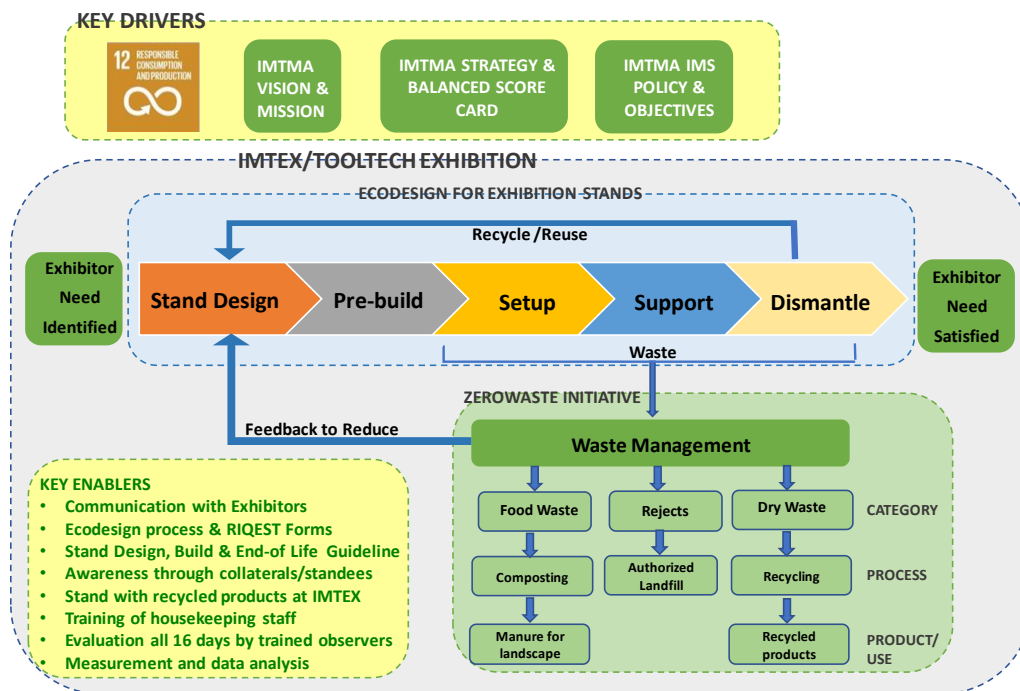 KEY DRIVERS
12 RESPONSIBLE
CONSUMPTION
AND PRODUCTION
IMTMA
VISION &
MISSION
IMTMA STRATEGY &
BALANCED SCORE
CARD
IMTMA IMS
POLICY &
OBJECTIVES
IMTEX/TOOLTECH EXHIBITION
ECODESIGN FOR EXHIBITION STANDS
Recycle /Reuse
Exhibitor
Need
Identified
Stand Design
Pre-build
Setup
Support
Dismantle
Exhibitor
Need
Satisfied
Waste
ZEROWASTE INITIATIVE
Feedback to Reduce
Waste Management
Food Waste
Rejects
Dry Waste
CATEGORY
Composting
Authorized
Landfill
Recycling
PROCESS
Manure for
landscape
Recycled
products
PRODUCT/
USE
KEY ENABLERS
• Communication with Exhibitors
• Ecodesign process & RIQEST Forms
• Stand Design, Build & End-of Life Guideline
• Awareness through collaterals/standees
• Stand with recycled products at IMTEX
• Training of housekeeping staff
• Evaluation all 16 days by trained observers
• Measurement and data analysis